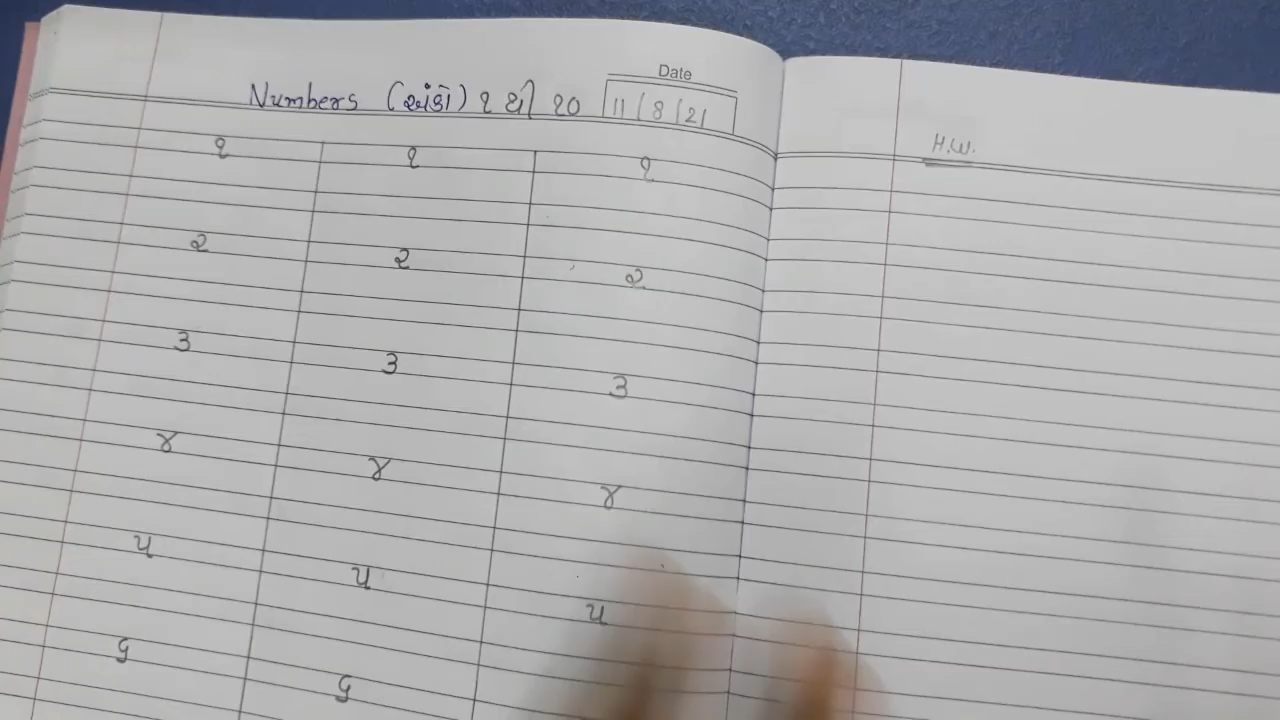 Date
Numbers (અંકો) ૧ થી ૧૦ 11/8/21
H.W.
૧ ૧ ૧
૨ ૨ ૨
૩ ૩ ૩
૪ ૪ ૪
૫ ૫ ૫
૬ ૬